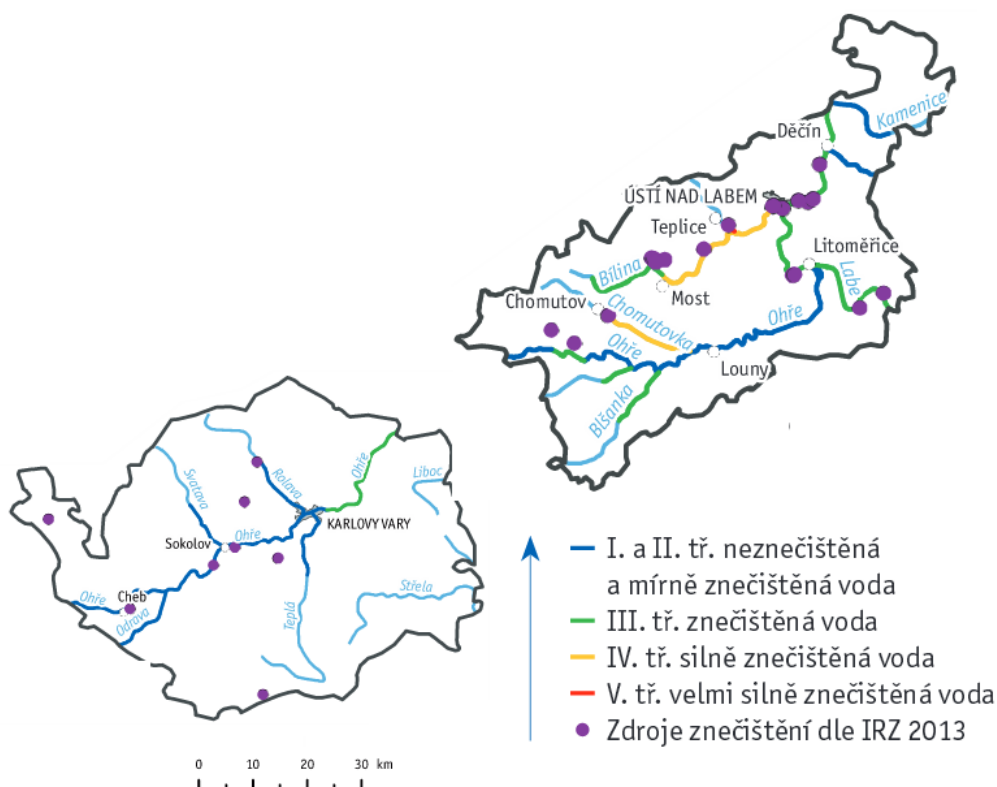 Kamenice
Děčín
ÚSTÍ NAD LABEM
Teplice
Litoměřice
Labe
Bílina
Most
Chomutov
Chomutovka
Ohře
Ohře
Louny
Blšanka
Svatava
Rolava
Ohře
Liboc
KARLOVY VARY
Sokolov
Ohře
Střela
Cheb
Ohře
Odrava
Teplá
I. a II. tř. neznečištěná
a mírně znečištěná voda
III. tř. znečištěná voda
IV. tř. silně znečištěná voda
V. tř. velmi silně znečištěná voda
Zdroje znečištění dle IRZ 2013
0 10 20 30 km